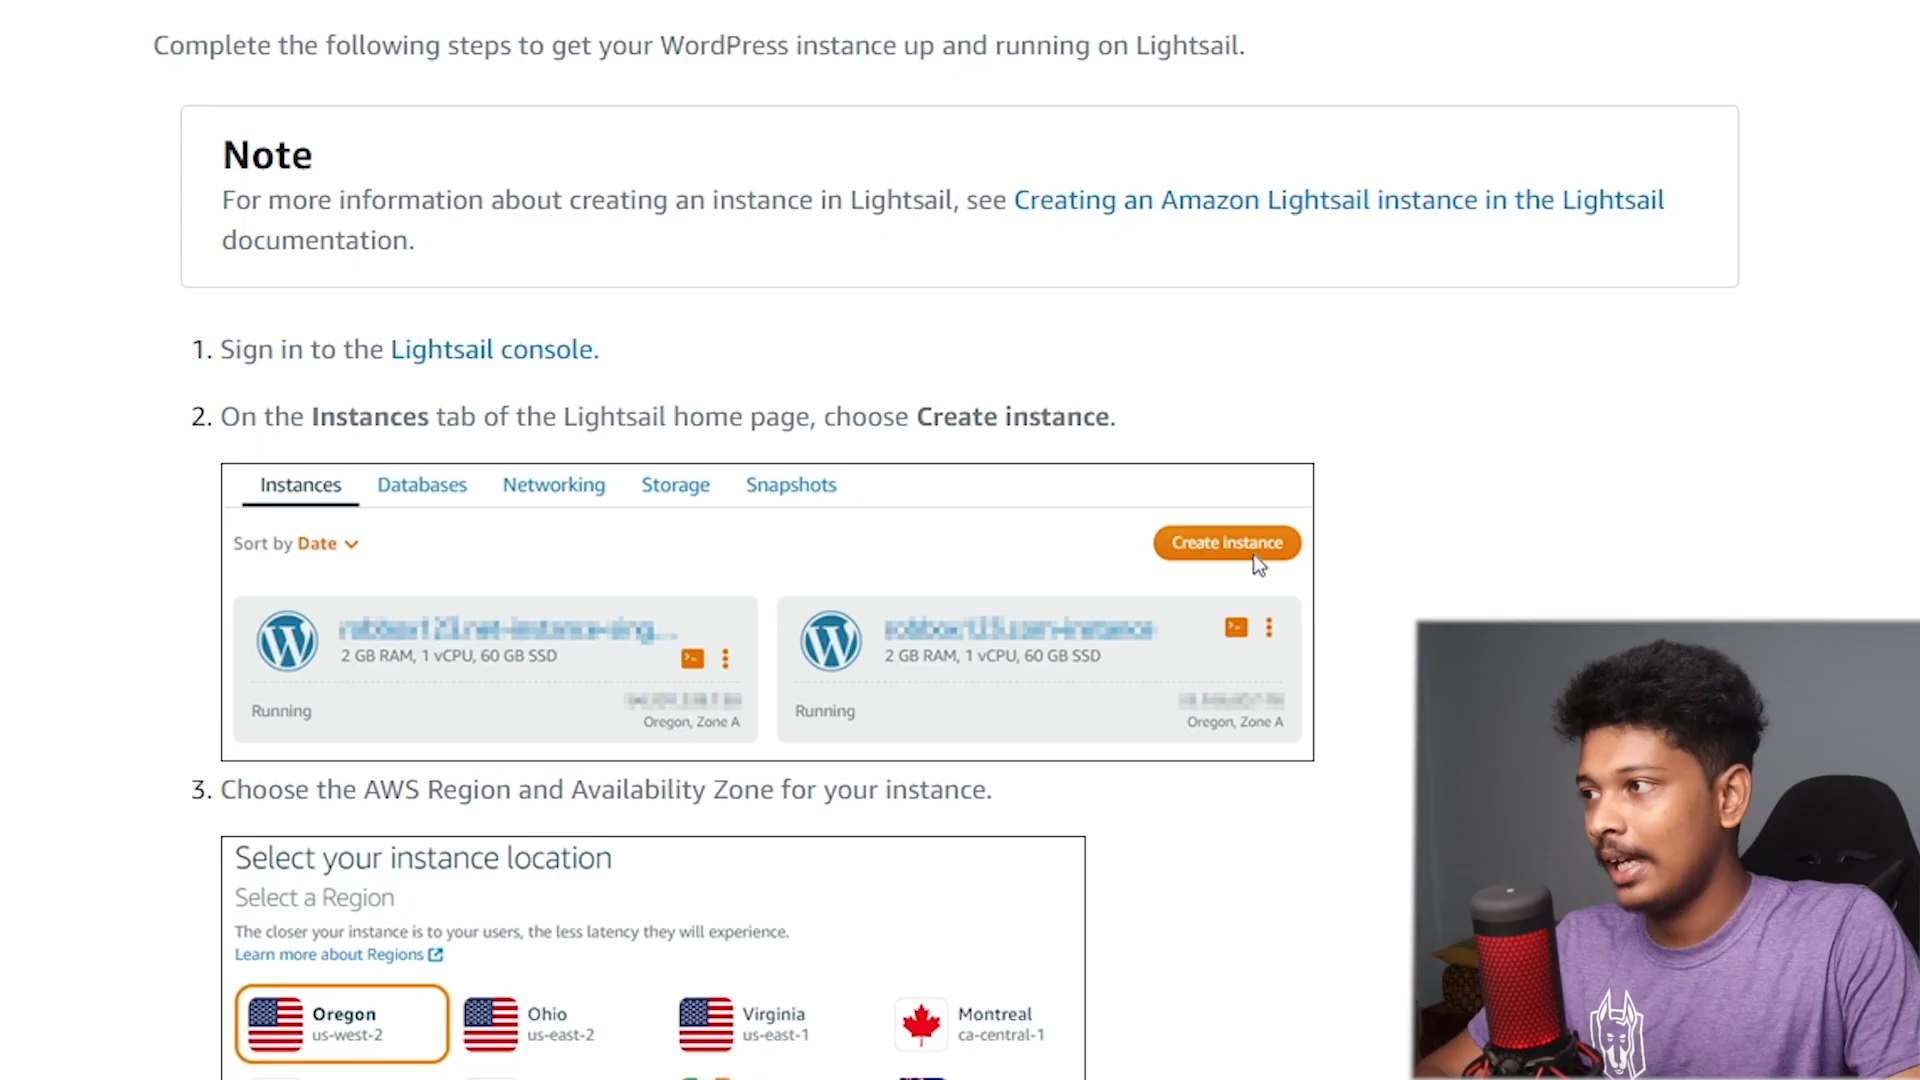 Complete the following steps to get your WordPress instance up and running on Lightsail.
Note
For more information about creating an instance in Lightsail, see Creating an Amazon Lightsail instance in the Lightsail
documentation.
1. Sign in to the Lightsail console.
2. On the Instances tab of the Lightsail home page, choose Create instance.
Instances Databases Networking Storage Snapshots
Sort by Date
Create instance
2 GB RAM, 1 vCPU, 60 GB SSD
Running
Oregon, Zone A
2 GB RAM, 1 vCPU, 60 GB SSD
Running
Oregon, Zone A
3. Choose the AWS Region and Availability Zone for your instance.
Select your instance location
Select a Region
The closer your instance is to your users, the less latency they will experience.
Learn more about Regions
Oregon
us-west-2
Ohio
us-east-2
Virginia
us-east-1
Montreal
ca-central-1